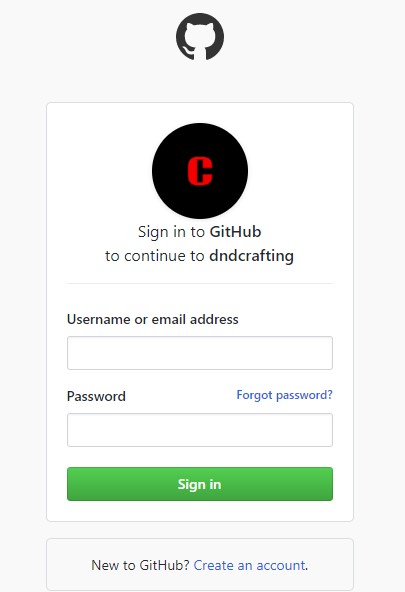 C
Sign in to GitHub
to continue to dndcrafting
Username or email address
Password Forgot password?
Sign in
New to GitHub? Create an account.